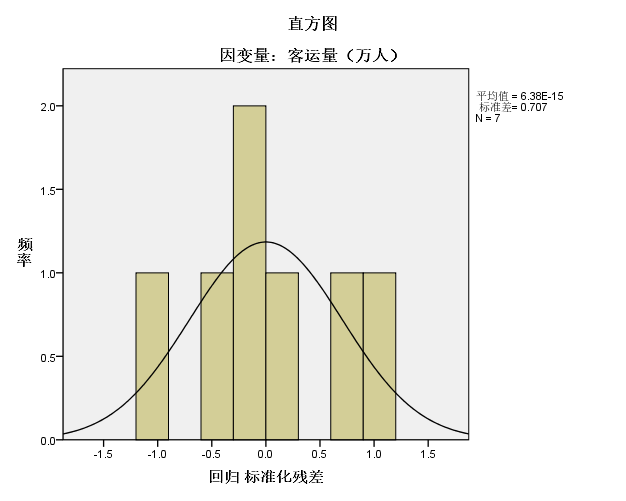 直方图
因变量：客运量（万人）
平均值 = 6.38E-15
标准差= 0.707
N = 7
2.0
1.5
1.0
0.5
0.0
频率
-1.5 -1.0 -0.5 0.0 0.5 1.0 1.5
回归 标准化残差